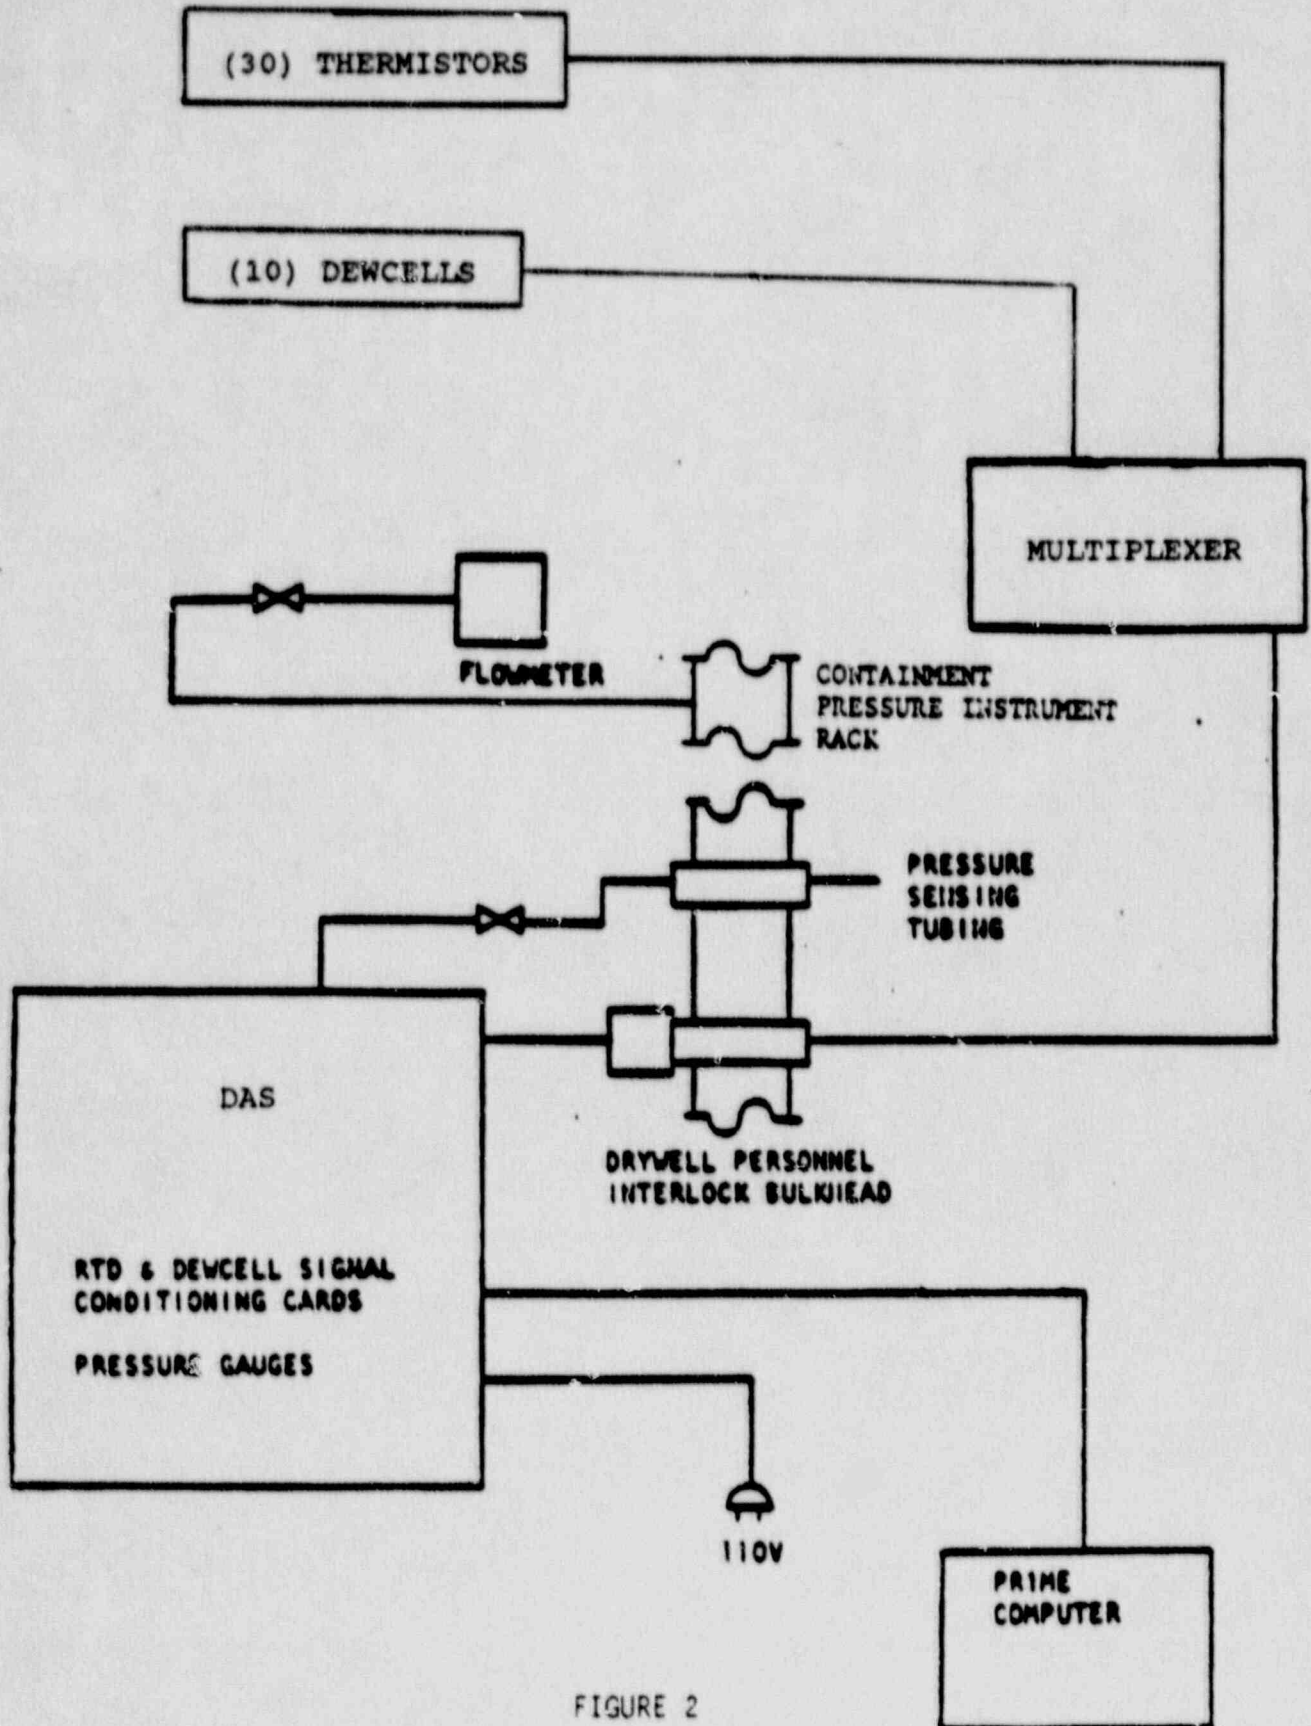 (30) THERMISTORS
(10) DEWCELLS
MULTIPLEXER
FLOWMETER
CONTAINMENT
PRESSURE INSTRUMENT
RACK
PRESSURE
SENSING
TUBING
DAS
DRYWELL PERSONNEL
INTERLOCK BULKHEAD
RTD & DEWCELL SIGNAL
CONDITIONING CARDS
PRESSURE GAUGES
110V
PRIME
COMPUTER
FIGURE 2